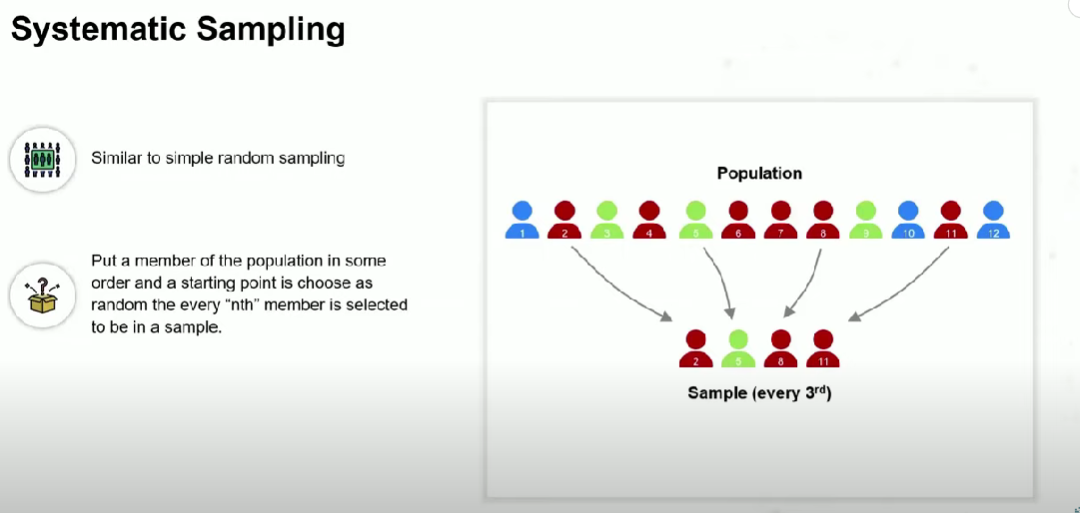 Systematic Sampling
Similar to simple random sampling
Put a member of the population in some
order and a starting point is choose as
random the every “nth” member is selected
to be in a sample.
Population
1 2 3 4 5 6 7 8 9 10 11 12
2 5 8 11
Sample (every 3rd)